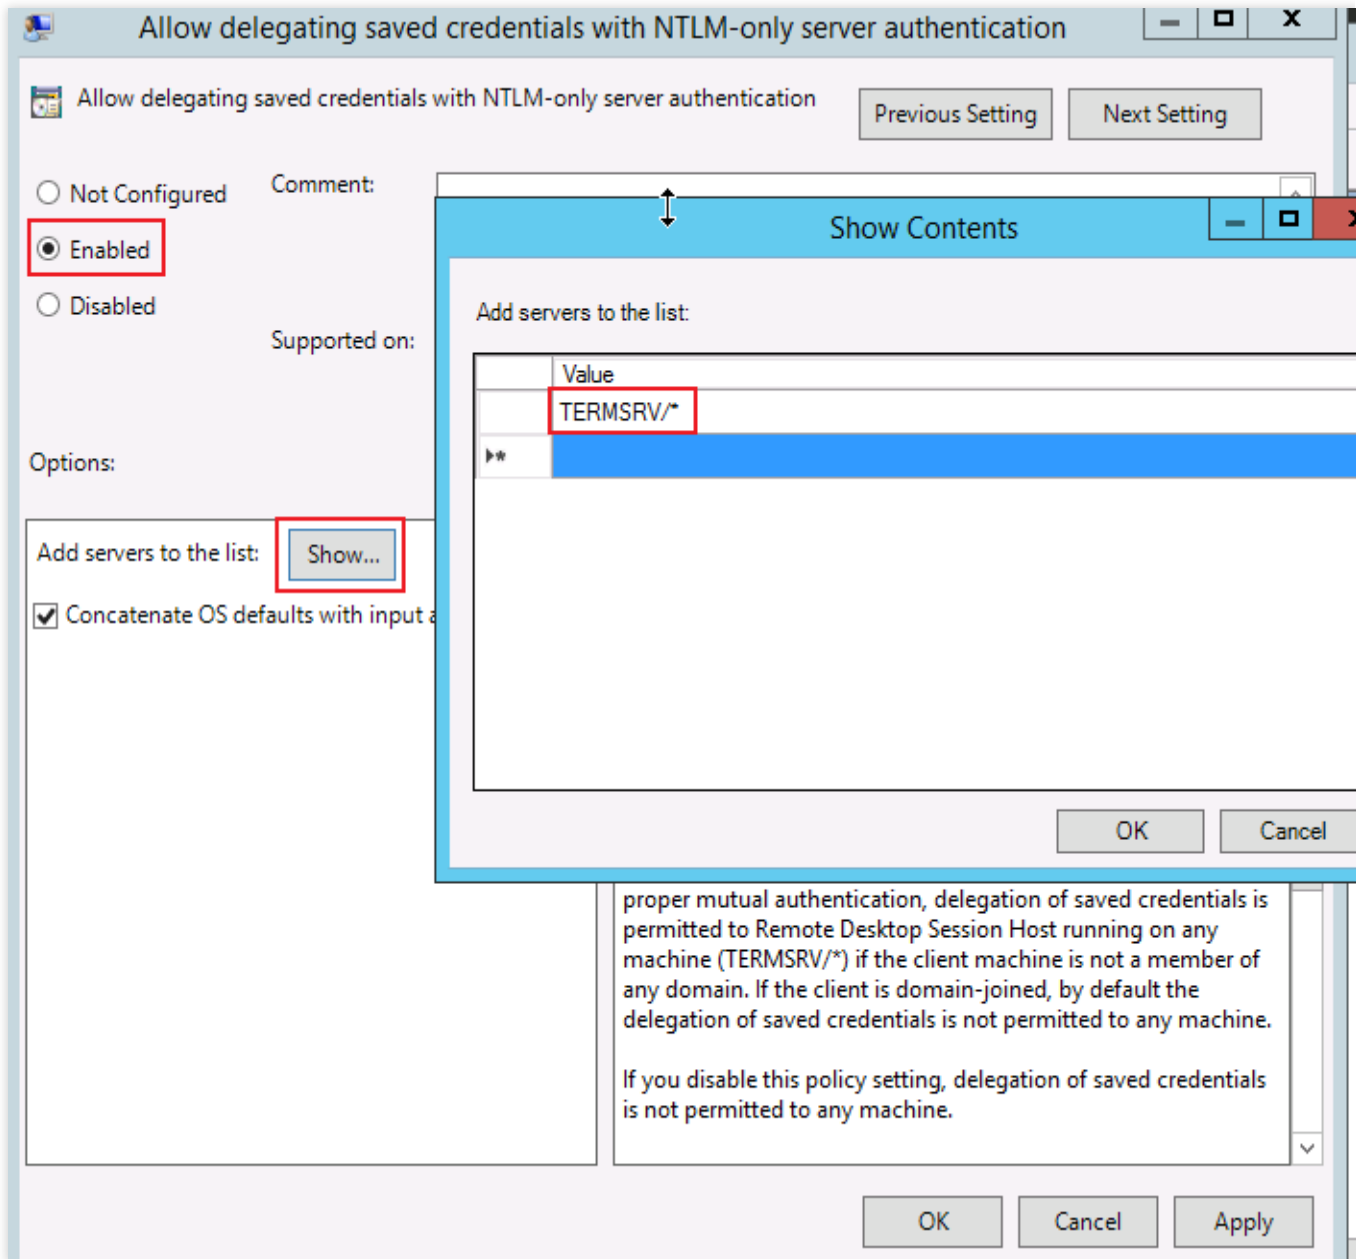 Allow delegating saved credentials with NTLM-only server authentication
Allow delegating saved credentials with NTLM-only server authentication
Previous Setting
Next Setting
Not Configured
Comment:
Enabled
Disabled
Supported on:
Show Contents
Add servers to the list:
Value
TERMSRV/*
Options:
Add servers to the list:
Show...
Concatenate OS defaults with input
OK
Cancel
proper mutual authentication, delegation of saved credentials is
permitted to Remote Desktop Session Host running on any
machine (TERMSRV/*) if the client machine is not a member of
any domain. If the client is domain-joined, by default the
delegation of saved credentials is not permitted to any machine.
If you disable this policy setting, delegation of saved credentials
is not permitted to any machine.
OK
Cancel
Apply